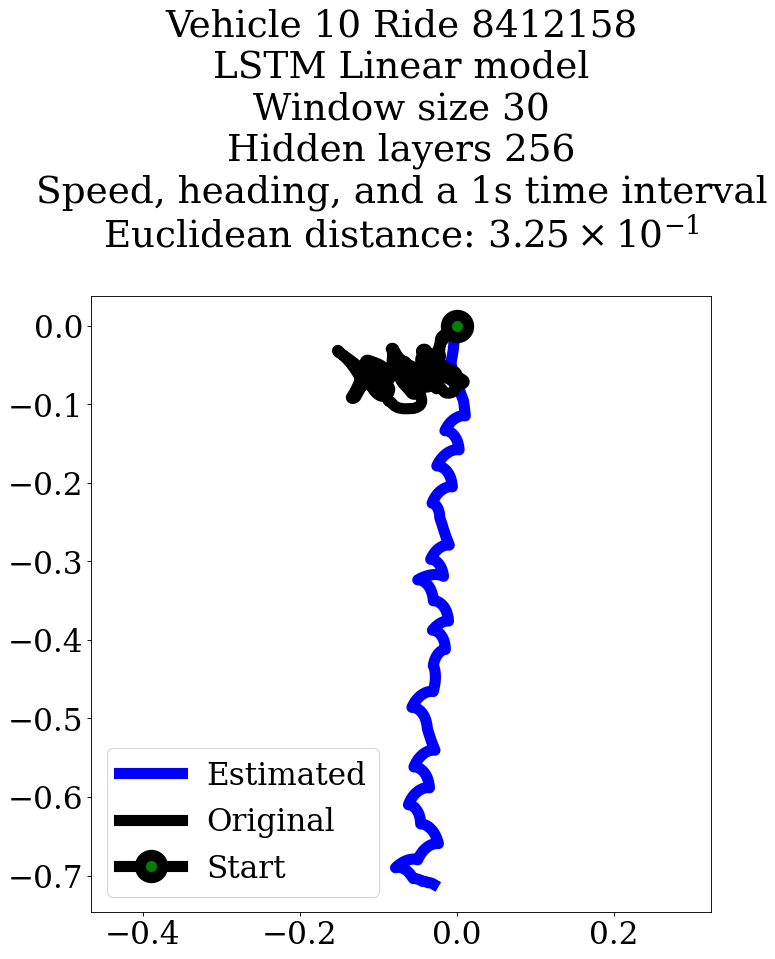 Vehicle 10 Ride 8412158
LSTM Linear model
Window size 30
Hidden layers 256
Speed, heading, and a 1s time interval
Euclidean distance: 3.25 × 10⁻¹
0.0
−0.1
−0.2
−0.3
−0.4
−0.5
−0.6
−0.7
Estimated
Original
Start
−0.4 −0.2 0.0 0.2